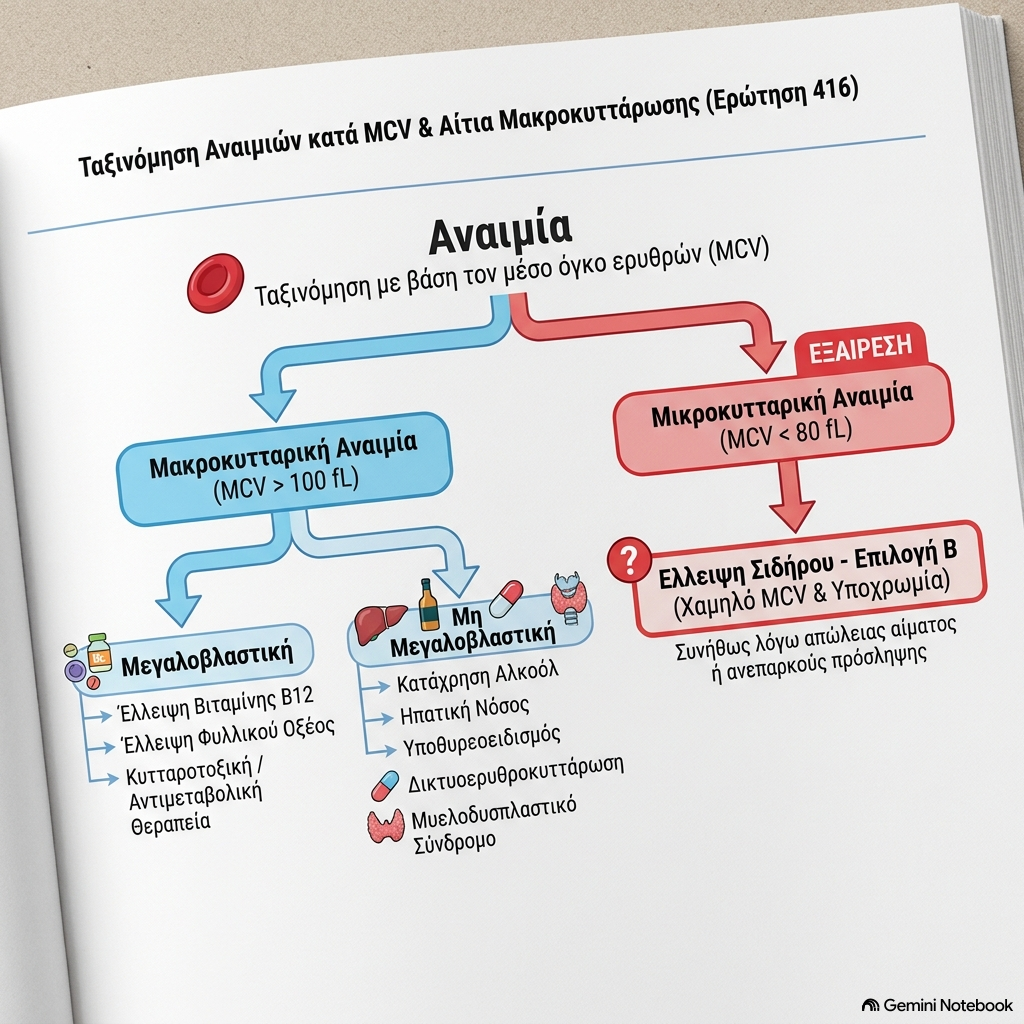 Ταξινόμηση Αναιμιών κατά MCV & Αίτια Μακροκυττάρωσης (Ερώτηση 416)
Αναιμία
Ταξινόμηση με βάση τον μέσο όγκο ερυθρών (MCV)
Μακροκυτταρική Αναιμία
(MCV > 100 fL)
ΕΞΑΙΡΕΣΗ
Μικροκυτταρική Αναιμία
(MCV < 80 fL)
Bc
Μεγαλοβλαστική
Έλλειψη Βιταμίνης Β12
Έλλειψη Φυλλικού Οξέος
Κυτταροτοξική /
Αντιμεταβολική
Θεραπεία
Μη
Μεγαλοβλαστική
Κατάχρηση Αλκοόλ
Ηπατική Νόσος
Υποθυρεοειδισμός
Δικτυοερυθροκυττάρωση
Μυελοδυσπλαστικό
Σύνδρομο
?
Ελλειψη Σιδήρου - Επιλογή Β
(Χαμηλό MCV & Υποχρωμία)
Συνήθως λόγω απώλειας αίματος
ή ανεπαρκούς πρόσληψης
Gemini Notebook